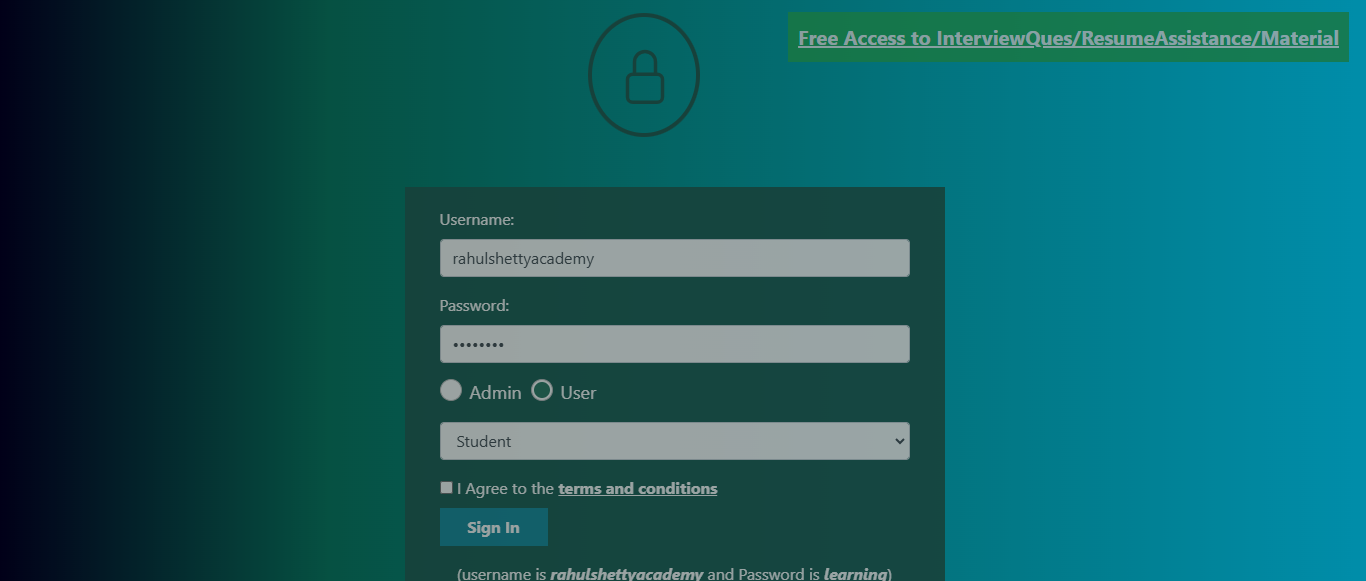 Free Access to InterviewQues/ResumeAssistance/Material
Username:
rahulshettyacademy
Password:
••••••••
Admin User
Student
I Agree to the terms and conditions
Sign In
(username is rahulshettyacademy and Password is learning)